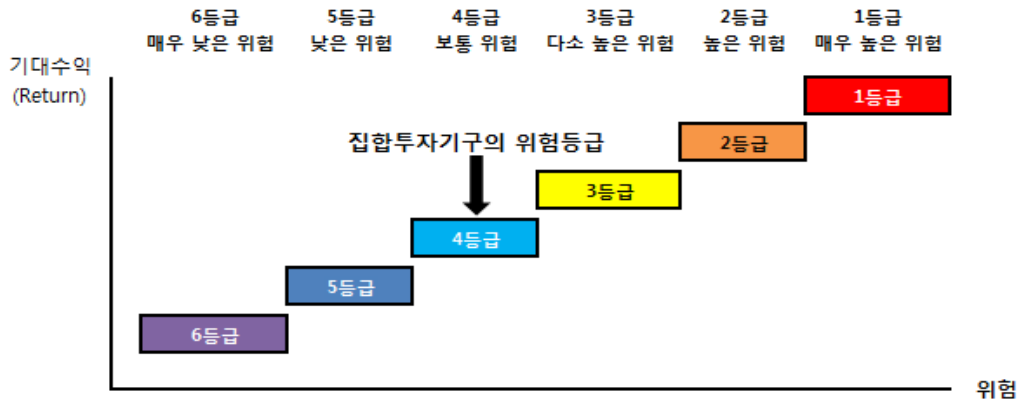 6등급 5등급 4등급 3등급 2등급 1등급
매우 낮은 위험 낮은 위험 보통 위험 다소 높은 위험 높은 위험 매우 높은 위험
기대수익
(Return)
1등급
집합투자기구의 위험등급
2등급
3등급
4등급
5등급
6등급
위험